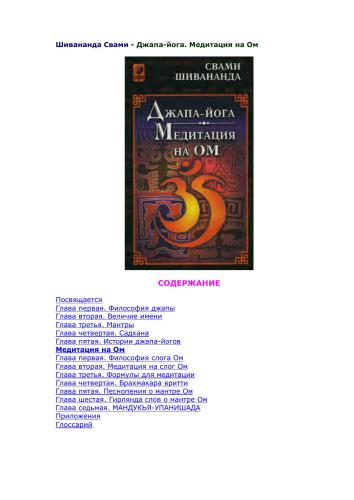 Шивананда Свами - Джапа-йога. Медитация на Ом
СВАМИ
ШИВАНАНДА
ДЖАПА-ЙОГА
МЕДИТАЦИЯ
НА ОМ
ॐ
СОДЕРЖАНИЕ
Посвящается
Глава первая. Философия джапы
Глава вторая. Величие имени
Глава третья. Мантры
Глава четвертая. Садхана
Глава пятая. Истории джапа-йогов
Медитация на Ом
Глава первая. Философия слога Ом
Глава вторая. Медитация на слог Ом
Глава третья. Формулы для медитации
Глава четвертая. Брахмакара вритти
Глава пятая. Песнопения о мантре Ом
Глава шестая. Гирлянда слов о мантре Ом
Глава седьмая. МАНДУКЬЯ-УПАНИШАДА
Приложения
Глоссарий